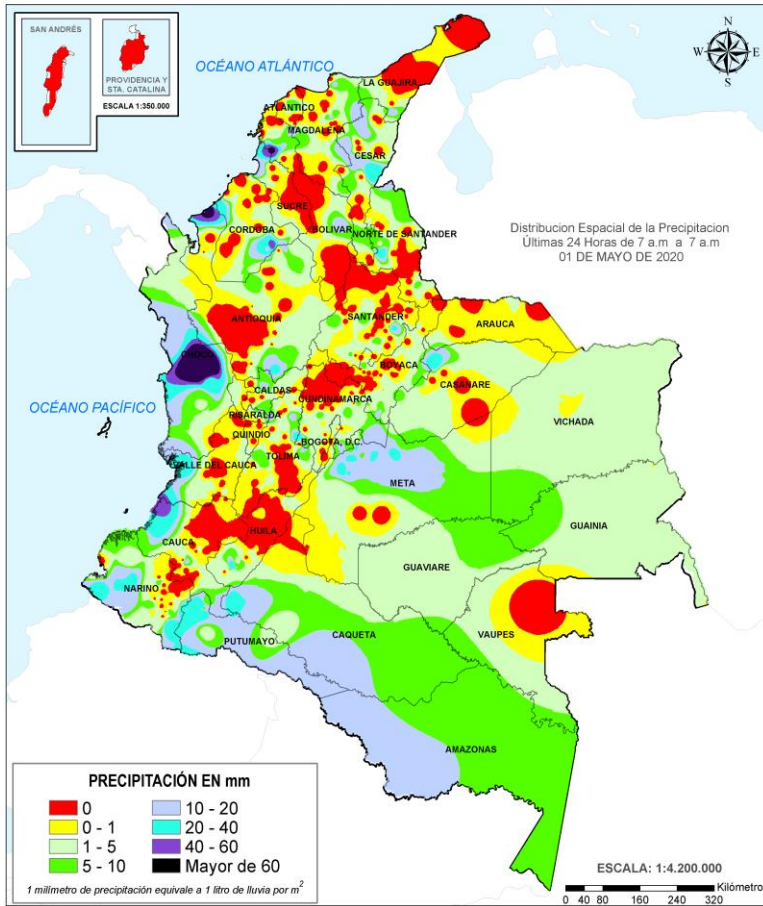 SAN ANDRÉS
PROVIDENCIA Y
STA. CATALINA
ESCALA 1:350.000
N
W
E
S
OCÉANO ATLÁNTICO
LA GUAJIRA
ATLÁNTICO
MAGDALENA
CESAR
SUCRE
CORDOBA
BOLIVAR
NORTE DE SANTANDER
Distribucion Espacial de la Precipitacion
Últimas 24 Horas de 7 a.m a 7 a.m
01 DE MAYO DE 2020
ANTIOQUIA
SANTANDER
ARAUCA
CHOCO
BOYACA
CASANARE
CALDAS
CUNDINAMARCA
OCÉANO PACÍFICO
RISARALDA
VICHADA
QUINDIO
BOGOTA, D.C.
TOLIMA
VALLE DEL CAUCA
META
GUAINIA
HUILA
CAUCA
GUAVIARE
NARIÑO
VAUPES
PUTUMAYO
CAQUETA
AMAZONAS
PRECIPITACIÓN EN mm
0
10 - 20
0 - 1
20 - 40
1 - 5
40 - 60
5 - 10
Mayor de 60
1 milímetro de precipitación equivale a 1 litro de lluvia por m²
ESCALA: 1:4.200.000
Kilómetro
0 40 80 160 240 320